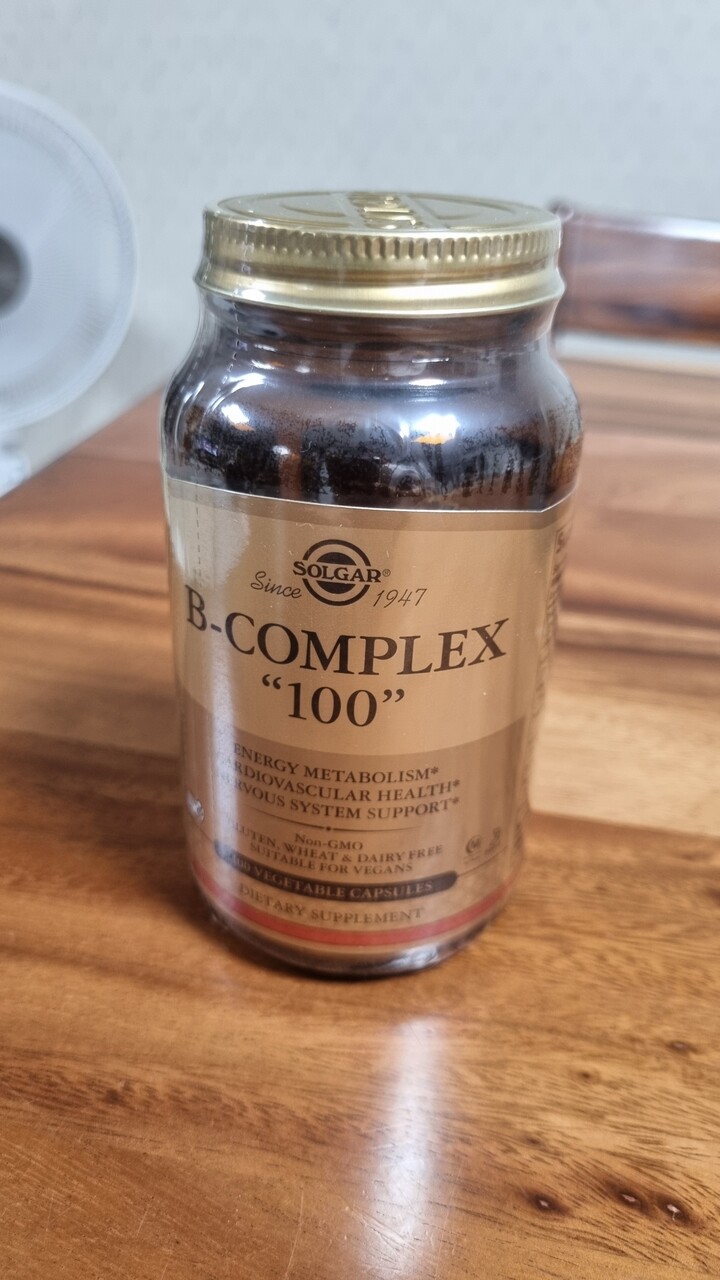 SOLGAR®
Since 1947
B-COMPLEX
“100”
ENERGY METABOLISM*
CARDIOVASCULAR HEALTH*
NERVOUS SYSTEM SUPPORT*
Non-GMO
GLUTEN, WHEAT & DAIRY FREE
SUITABLE FOR VEGANS
VEGETABLE CAPSULES
DIETARY SUPPLEMENT